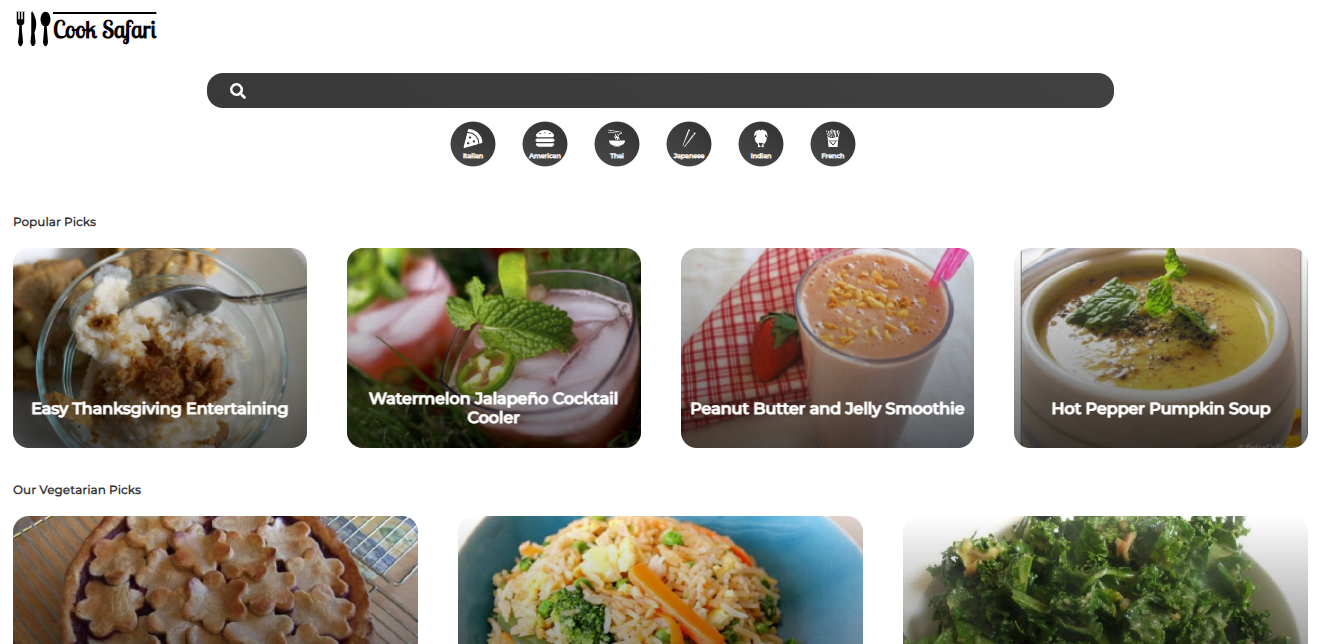 Cook Safari
Italian
American
Thai
Japanese
Indian
French
Popular Picks
Easy Thanksgiving Entertaining
Watermelon Jalapeño Cocktail
Cooler
Peanut Butter and Jelly Smoothie
Hot Pepper Pumpkin Soup
Our Vegetarian Picks